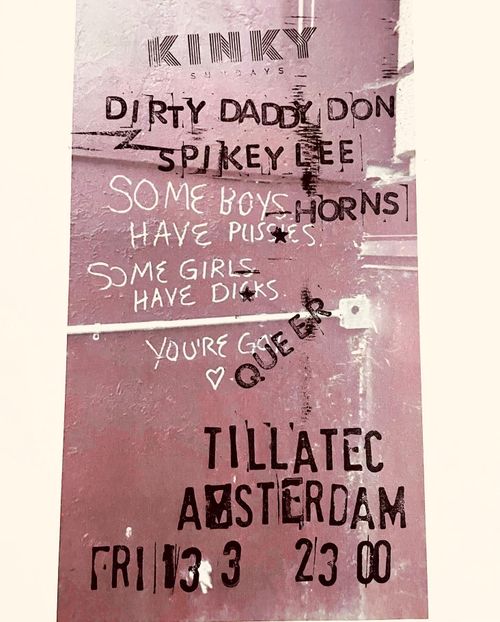 KINKY
SUNDAYS
DIRTY DADDY DON
SPIKEY LEE
HORNS
SOME BOYS
HAVE PUSSIES.
SOME GIRLS
HAVE DICKS.
YOU'RE
QUEER
TILLATEC
AMSTERDAM
FRI 13 3 23 00